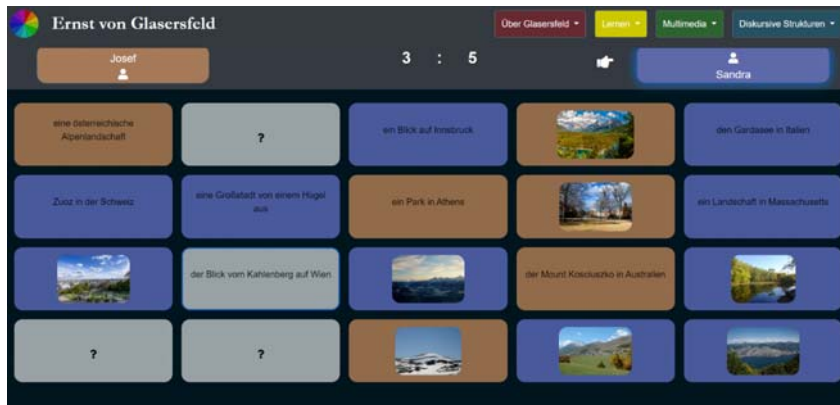 Ernst von Glasersfeld
Über Glasersfeld
Lernen
Multimedia
Diskursive Strukturen
Josef
3 : 5
Sandra
eine österreichische
Alpenlandschaft
?
ein Blick auf Innsbruck
den Gardasee in Italien
Zuoz in der Schweiz
eine Großstadt von einem Hügel
aus
ein Park in Athens
ein Landschaft in Massachusetts
der Blick vom Kahlenberg auf Wien
der Mount Kosciuszko in Australien
?
?